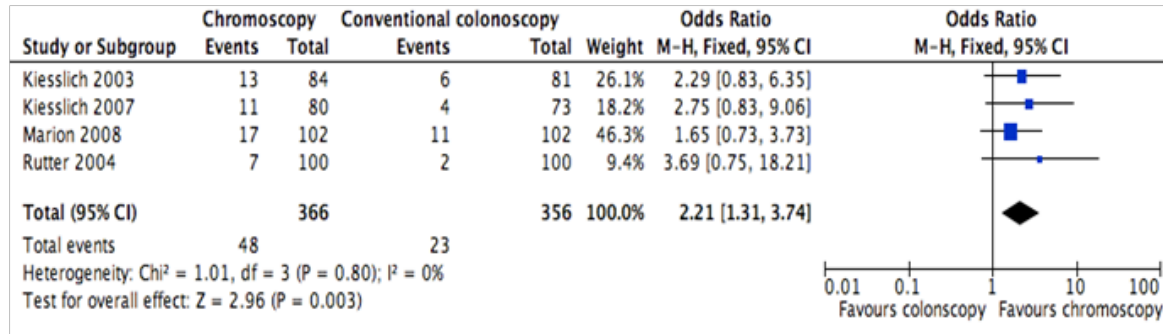 Chroscopy Conventional colonoscopy Odds Ratio Odds Ratio
Study or Subgroup Events Total Events Total Weight M-H, Fixed, 95% CI M-H, Fixed, 95% CI
Kiesslich 2003 13 84 6 81 26.1% 2.29 [0.83, 6.35]
Kiesslich 2007 11 80 4 73 18.2% 2.75 [0.83, 9.06]
Marion 2008 17 102 11 102 46.3% 1.65 [0.73, 3.73]
Rutter 2004 7 100 2 100 9.4% 3.69 [0.75, 18.21]
Total (95% CI) 366 356 100.0% 2.21 [1.31, 3.74]
Total events 48 23
Heterogeneity: Chi² = 1.01, df = 3 (P = 0.80); I² = 0%
Test for overall effect: Z = 2.96 (P = 0.003)
0.01 0.1 1 10 100
Favours colonscopy Favours chromoscopy